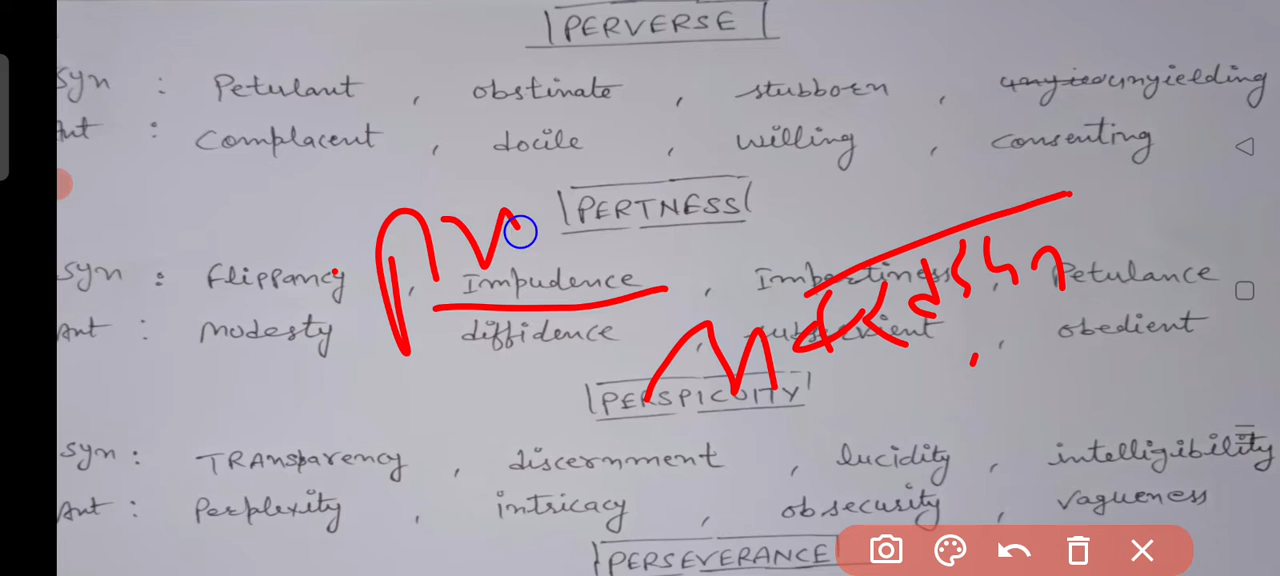 PERVERSE
Syn : Petulant , obstinate , stubborn , unyielding
Ant : Complacent , docile , willing , consenting
PERTNESS
Syn : Flippancy , Impudence , Petulance
Ant : modesty diffidence , obedient
PERSPICUITY
Syn : TRANsparency , discernment , lucidity , intelligibility
Ant : Perplexity , intricacy , obsecurity , vagueness
PERSEVERANCE